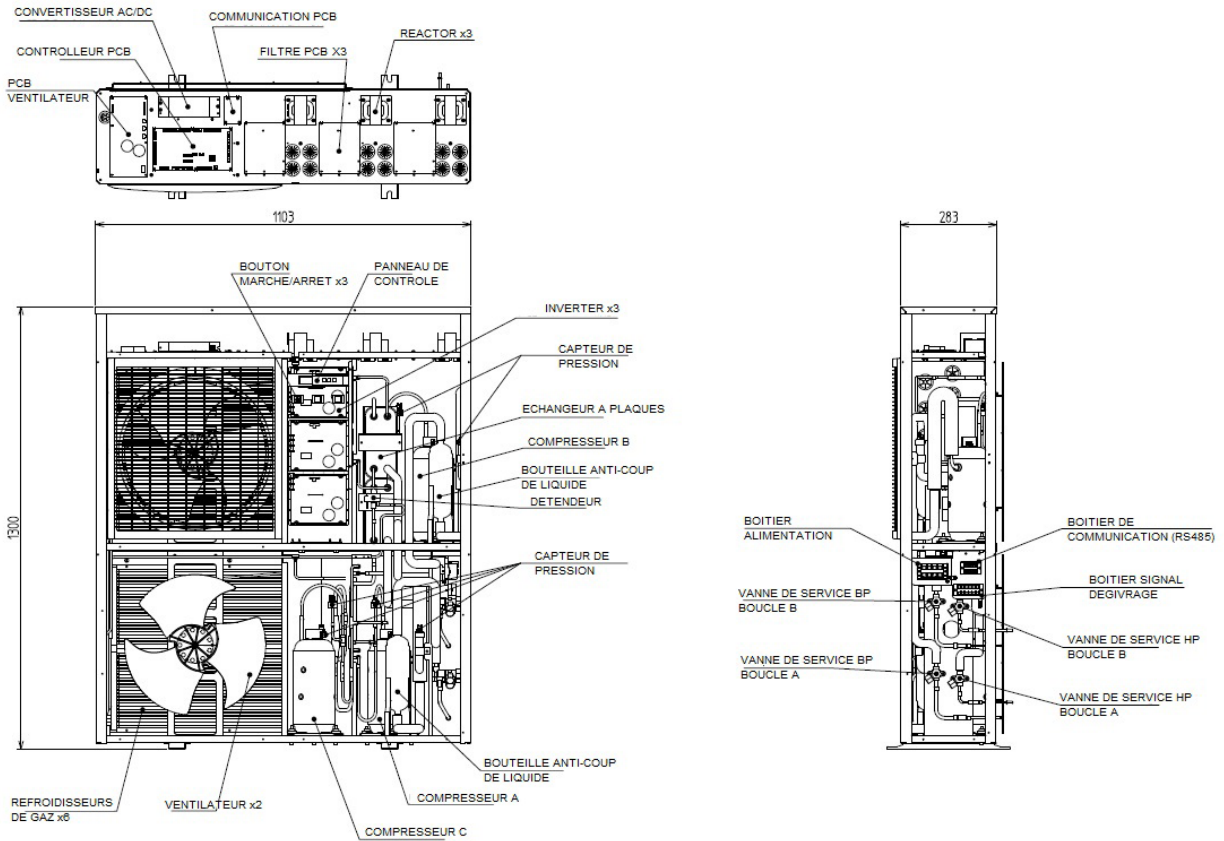 CONVERTISSEUR AC/DC
COMMUNICATION PCB
REACTOR x3
CONTROLLEUR PCB
FILTRE PCB X3
PCB
VENTILATEUR
1103
283
BOUTON
MARCHE/ARRET x3
PANNEAU DE
CONTROLE
INVERTER x3
CAPTEUR DE
PRESSION
ECHANGEUR A PLAQUES
COMPRESSEUR B
BOUTEILLE ANTI-COUP
DE LIQUIDE
DETENDEUR
1300
CAPTEUR DE
PRESSION
BOITIER
ALIMENTATION
BOITIER DE
COMMUNICATION (RS485)
BOITIER SIGNAL
DEGIVRAGE
VANNE DE SERVICE BP
BOUCLE B
VANNE DE SERVICE HP
BOUCLE B
VANNE DE SERVICE BP
BOUCLE A
VANNE DE SERVICE HP
BOUCLE A
BOUTEILLE ANTI-COUP
DE LIQUIDE
REFROIDISSEURS
DE GAZ x6
VENTILATEUR x2
COMPRESSEUR A
COMPRESSEUR C